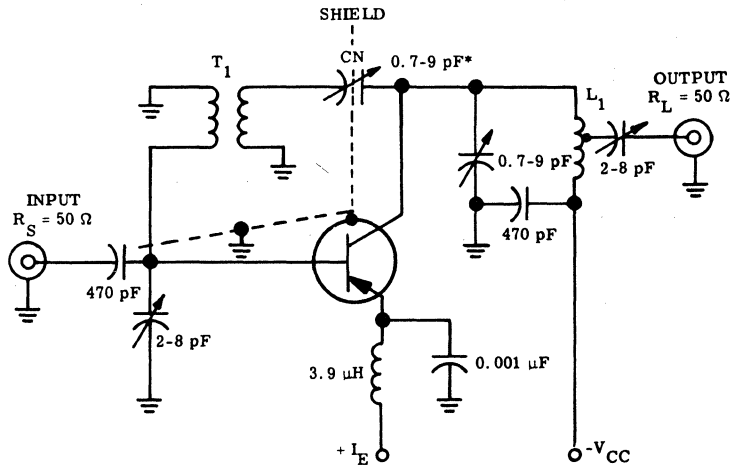 SHIELD
CN
T1
0.7-9 pF*
L1
OUTPUT
RL = 50 Ω
0.7-9 pF
2-8 pF
470 pF
INPUT
RS = 50 Ω
470 pF
2-8 pF
3.9 μH
0.001 μF
+ IE
-VCC